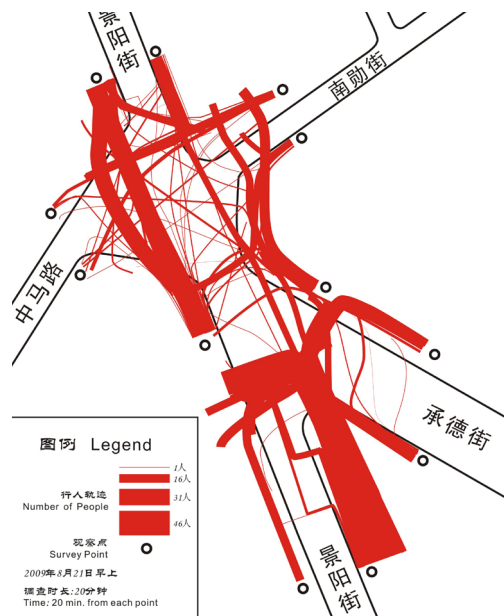 景阳街
南勋街
中马路
承德街
景阳街
图例 Legend
1人
16人
行人轨迹
31人
Number of People
46人
观察点
Survey Point
2009年8月21日早上
调查时长:20分钟
Time: 20 min. from each point